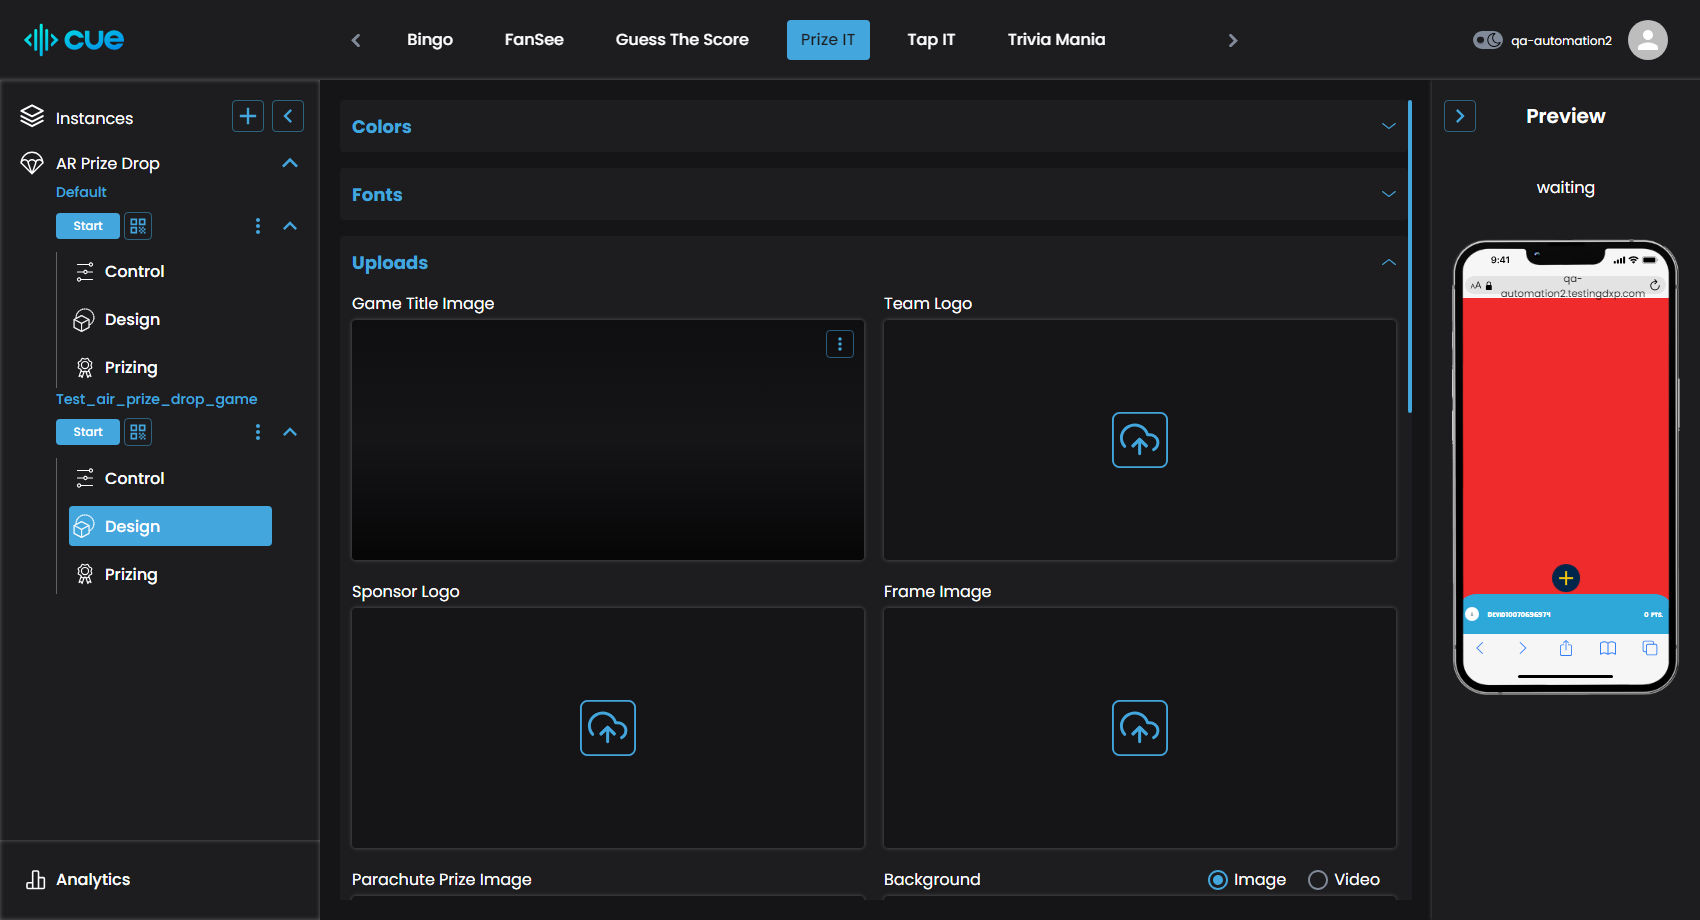 cue
Bingo
FanSee
Guess The Score
Prize IT
Tap IT
Trivia Mania
qa-automation2
Instances
AR Prize Drop
Default
Start
Control
Design
Prizing
Test_air_prize_drop_game
Start
Control
Design
Prizing
Analytics
Colors
Fonts
Uploads
Game Title Image
Team Logo
Sponsor Logo
Frame Image
Parachute Prize Image
Background
Image
Video
Preview
waiting
9:41
AA
qa-
automation2.testingdxp.com
DEVID10070696974
0 PTS.